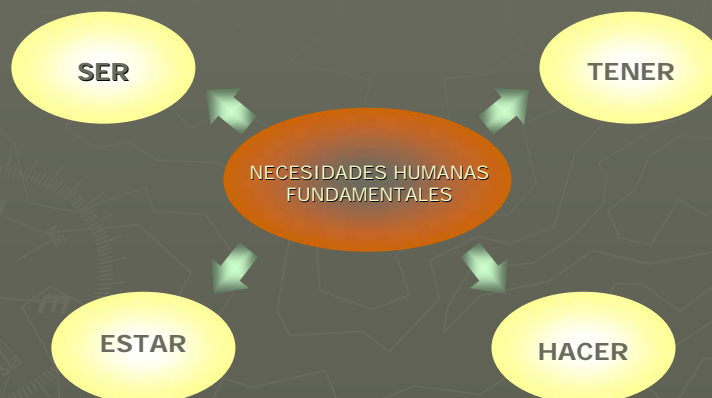 SER
TENER
NECESIDADES HUMANAS
FUNDAMENTALES
ESTAR
HACER